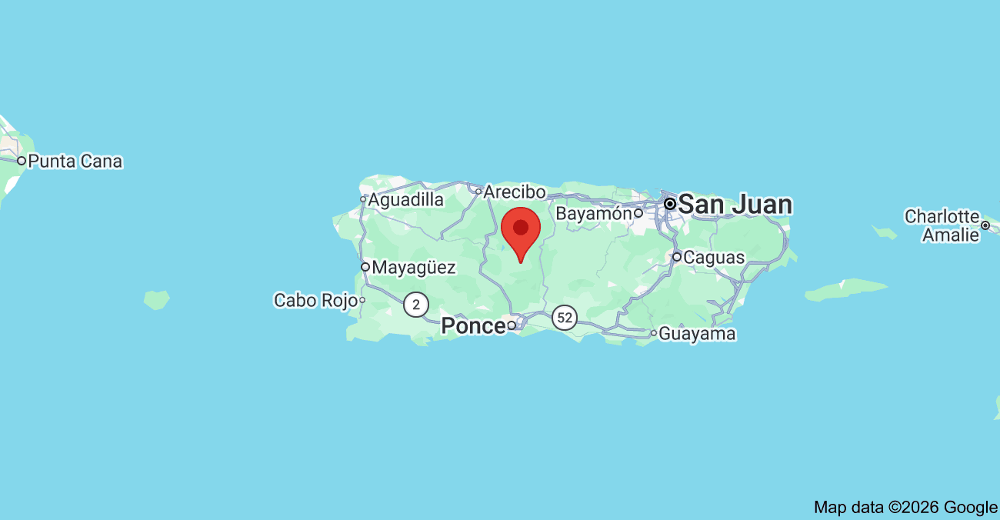 Punta Cana
Aguadilla
Arecibo
Bayamón
San Juan
Charlotte
Amalie
Mayagüez
Caguas
Cabo Rojo
2
Ponce
52
Guayama
Map data ©2026 Google